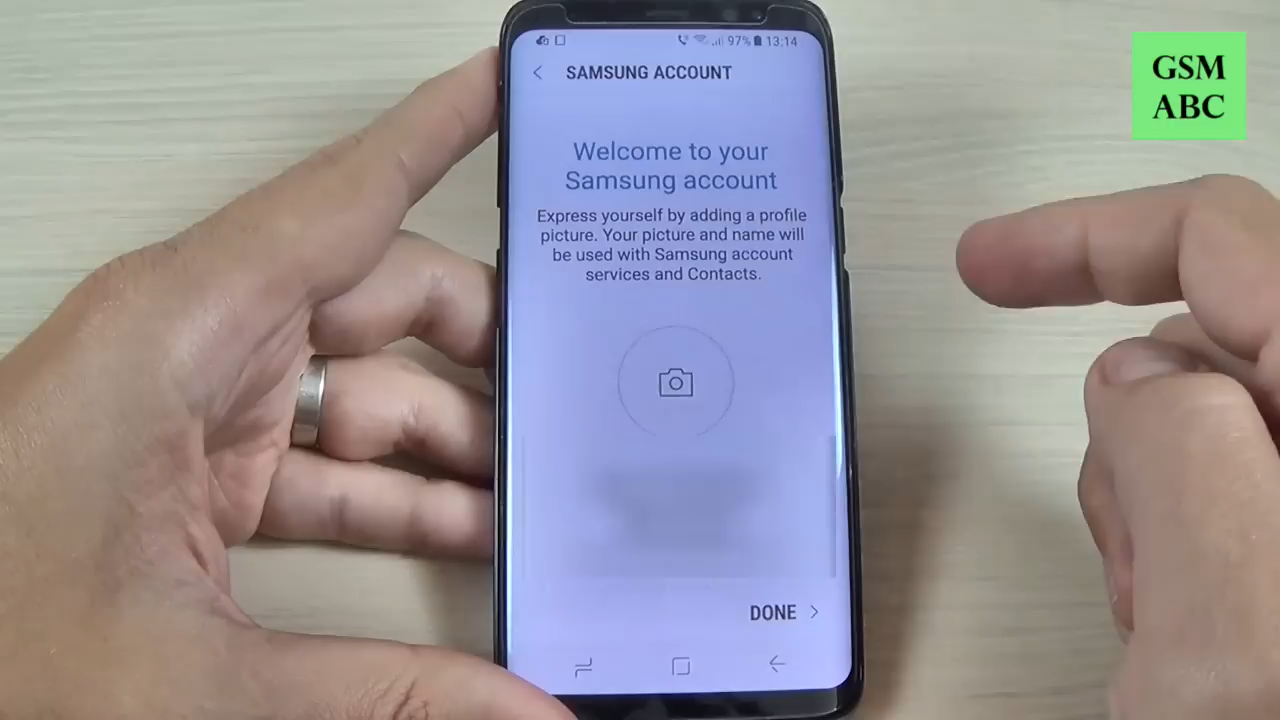 97% 13:14
SAMSUNG ACCOUNT
Welcome to your
Samsung account
Express yourself by adding a profile
picture. Your picture and name will
be used with Samsung account
services and Contacts.
DONE
GSM
ABC